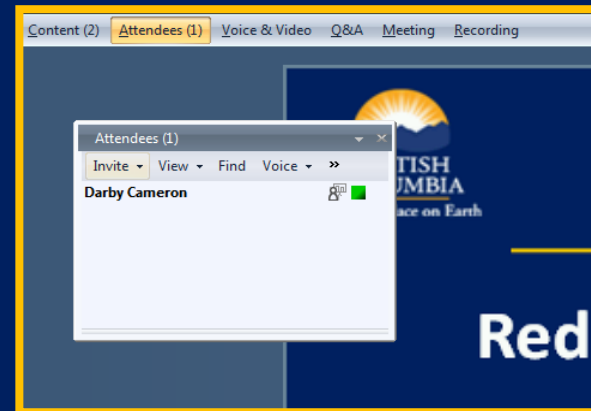 Content (2) Attendees (1) Voice & Video Q&A Meeting Recording
Attendees (1)
Invite View Find Voice »
Darby Cameron
TISH
UMBIA
ace on Earth
Red